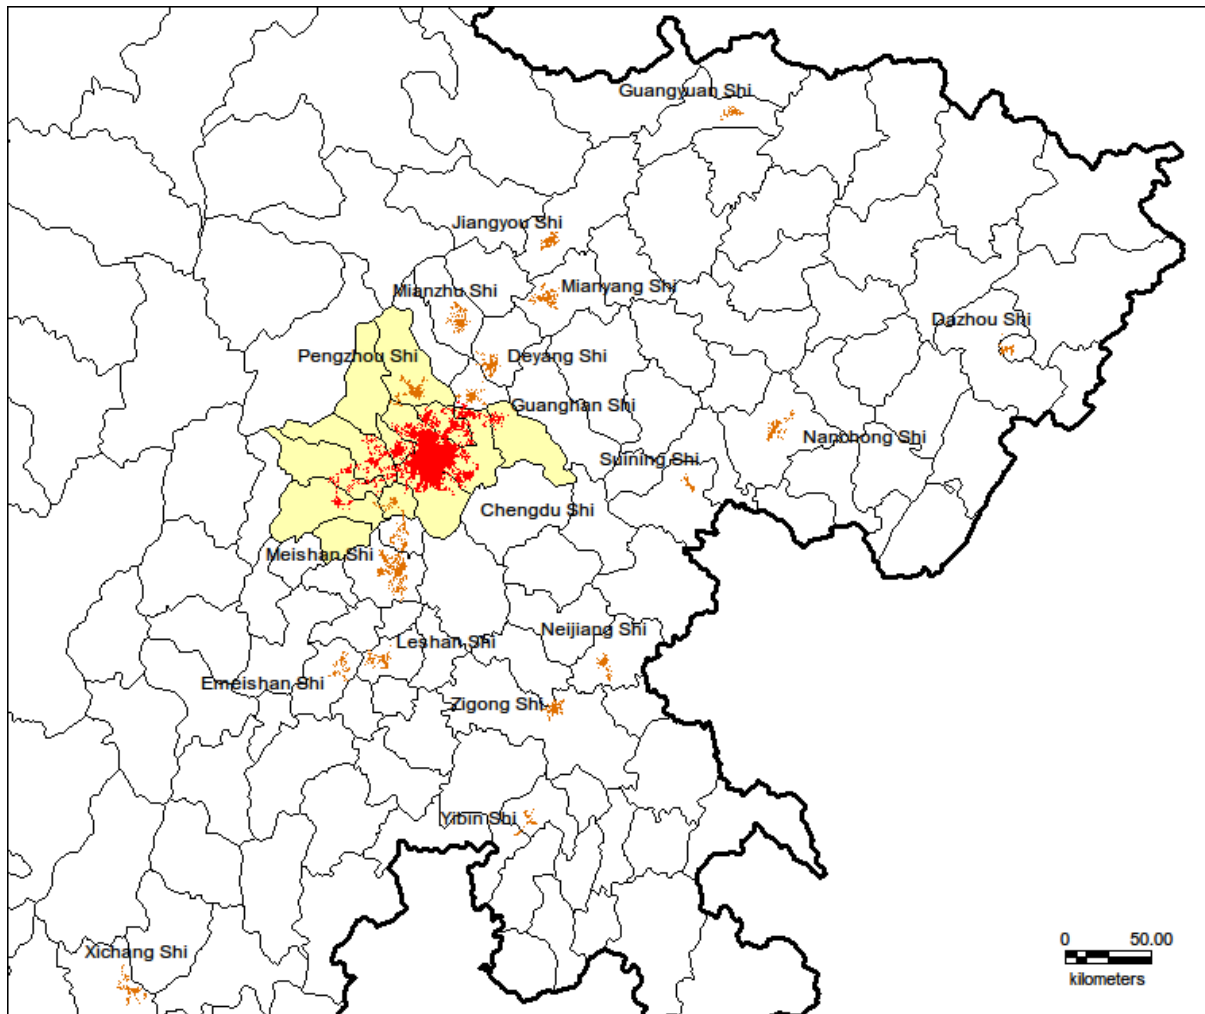 Guangyuan Shi
Jiangyou Shi
Mianzhu Shi
Mianyang Shi
Dazhou Shi
Pengzhou Shi
Deyang Shi
Guanghan Shi
Nanchong Shi
Suining Shi
Chengdu Shi
Meishan Shi
Neijiang Shi
Leshan Shi
Emeishan Shi
Zigong Shi
Yibin Shi
Xichang Shi
0 50.00
kilometers